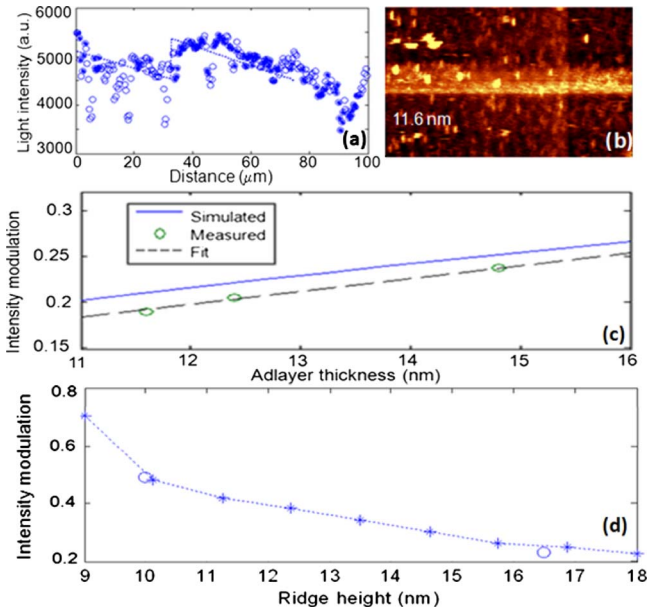 6000
5000
4000
3000
Light intensity (a.u.)
0 20 40 60 80 100
Distance (μm)
(a)
11.6 nm
(b)
0.3
0.25
0.2
0.15
Intensity modulation
Simulated
Measured
Fit
(c)
11 12 13 14 15 16
Adlayer thickness (nm)
0.8
0.6
0.4
0.2
Intensity modulation
(d)
9 10 11 12 13 14 15 16 17 18
Ridge height (nm)